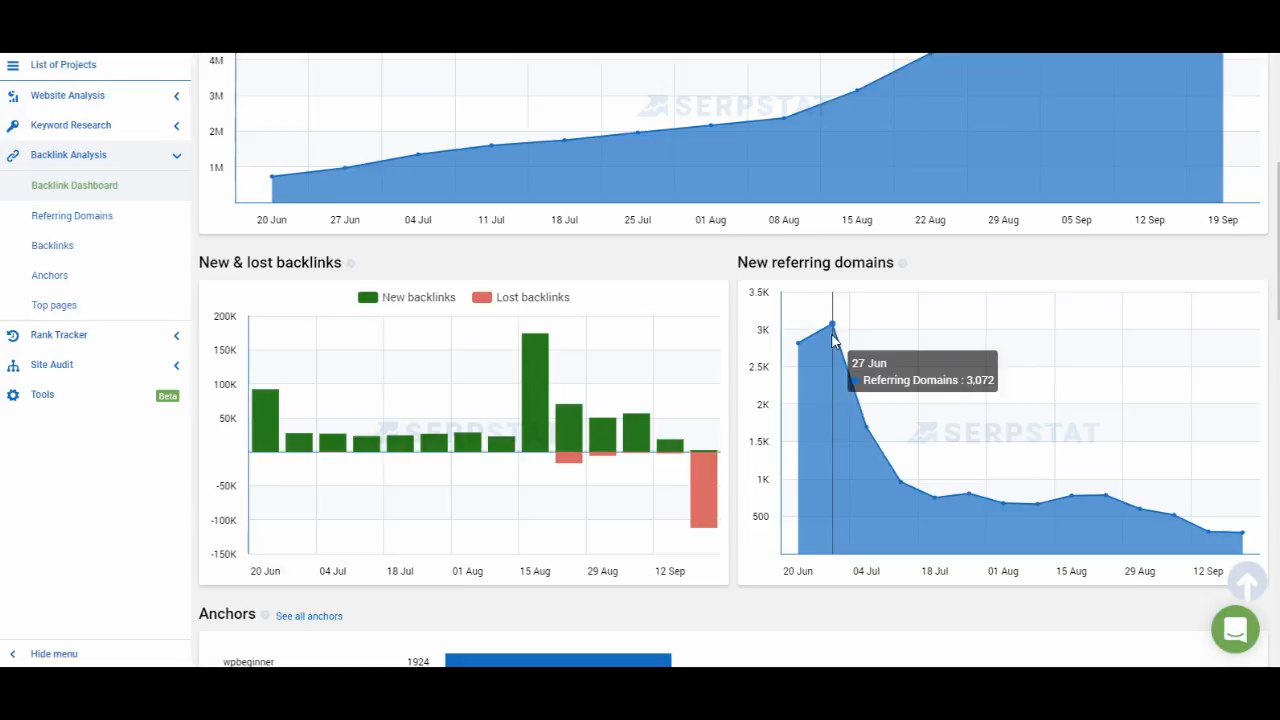 List of Projects
Website Analysis
Keyword Research
Backlink Analysis
Backlink Dashboard
Referring Domains
Backlinks
Anchors
Top pages
Rank Tracker
Site Audit
Tools Beta
Hide menu
4M
3M
2M
1M
SERPSTAT
20 Jun 27 Jun 04 Jul 11 Jul 18 Jul 25 Jul 01 Aug 08 Aug 15 Aug 22 Aug 29 Aug 05 Sep 12 Sep 19 Sep
New & lost backlinks
New backlinks Lost backlinks
200K
150K
100K
50K
-50K
-100K
-150K
SERPSTAT
20 Jun 04 Jul 18 Jul 01 Aug 15 Aug 29 Aug 12 Sep
New referring domains
3.5K
3K
2.5K
2K
1.5K
1K
500
27 Jun
Referring Domains : 3,072
SERPSTAT
20 Jun 04 Jul 18 Jul 01 Aug 15 Aug 29 Aug 12 Sep
Anchors See all anchors
wpbeginner 1924